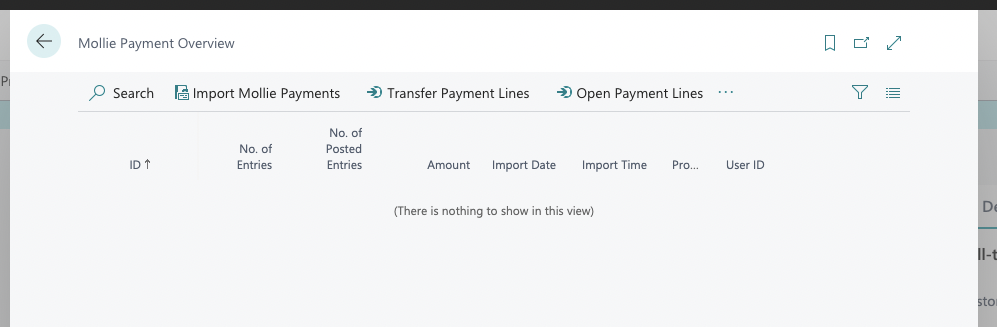 Mollie Payment Overview
Search Import Mollie Payments Transfer Payment Lines Open Payment Lines ...
ID ↑
No. of
Entries
No. of
Posted
Entries
Amount
Import Date
Import Time
Pro...
User ID
(There is nothing to show in this view)